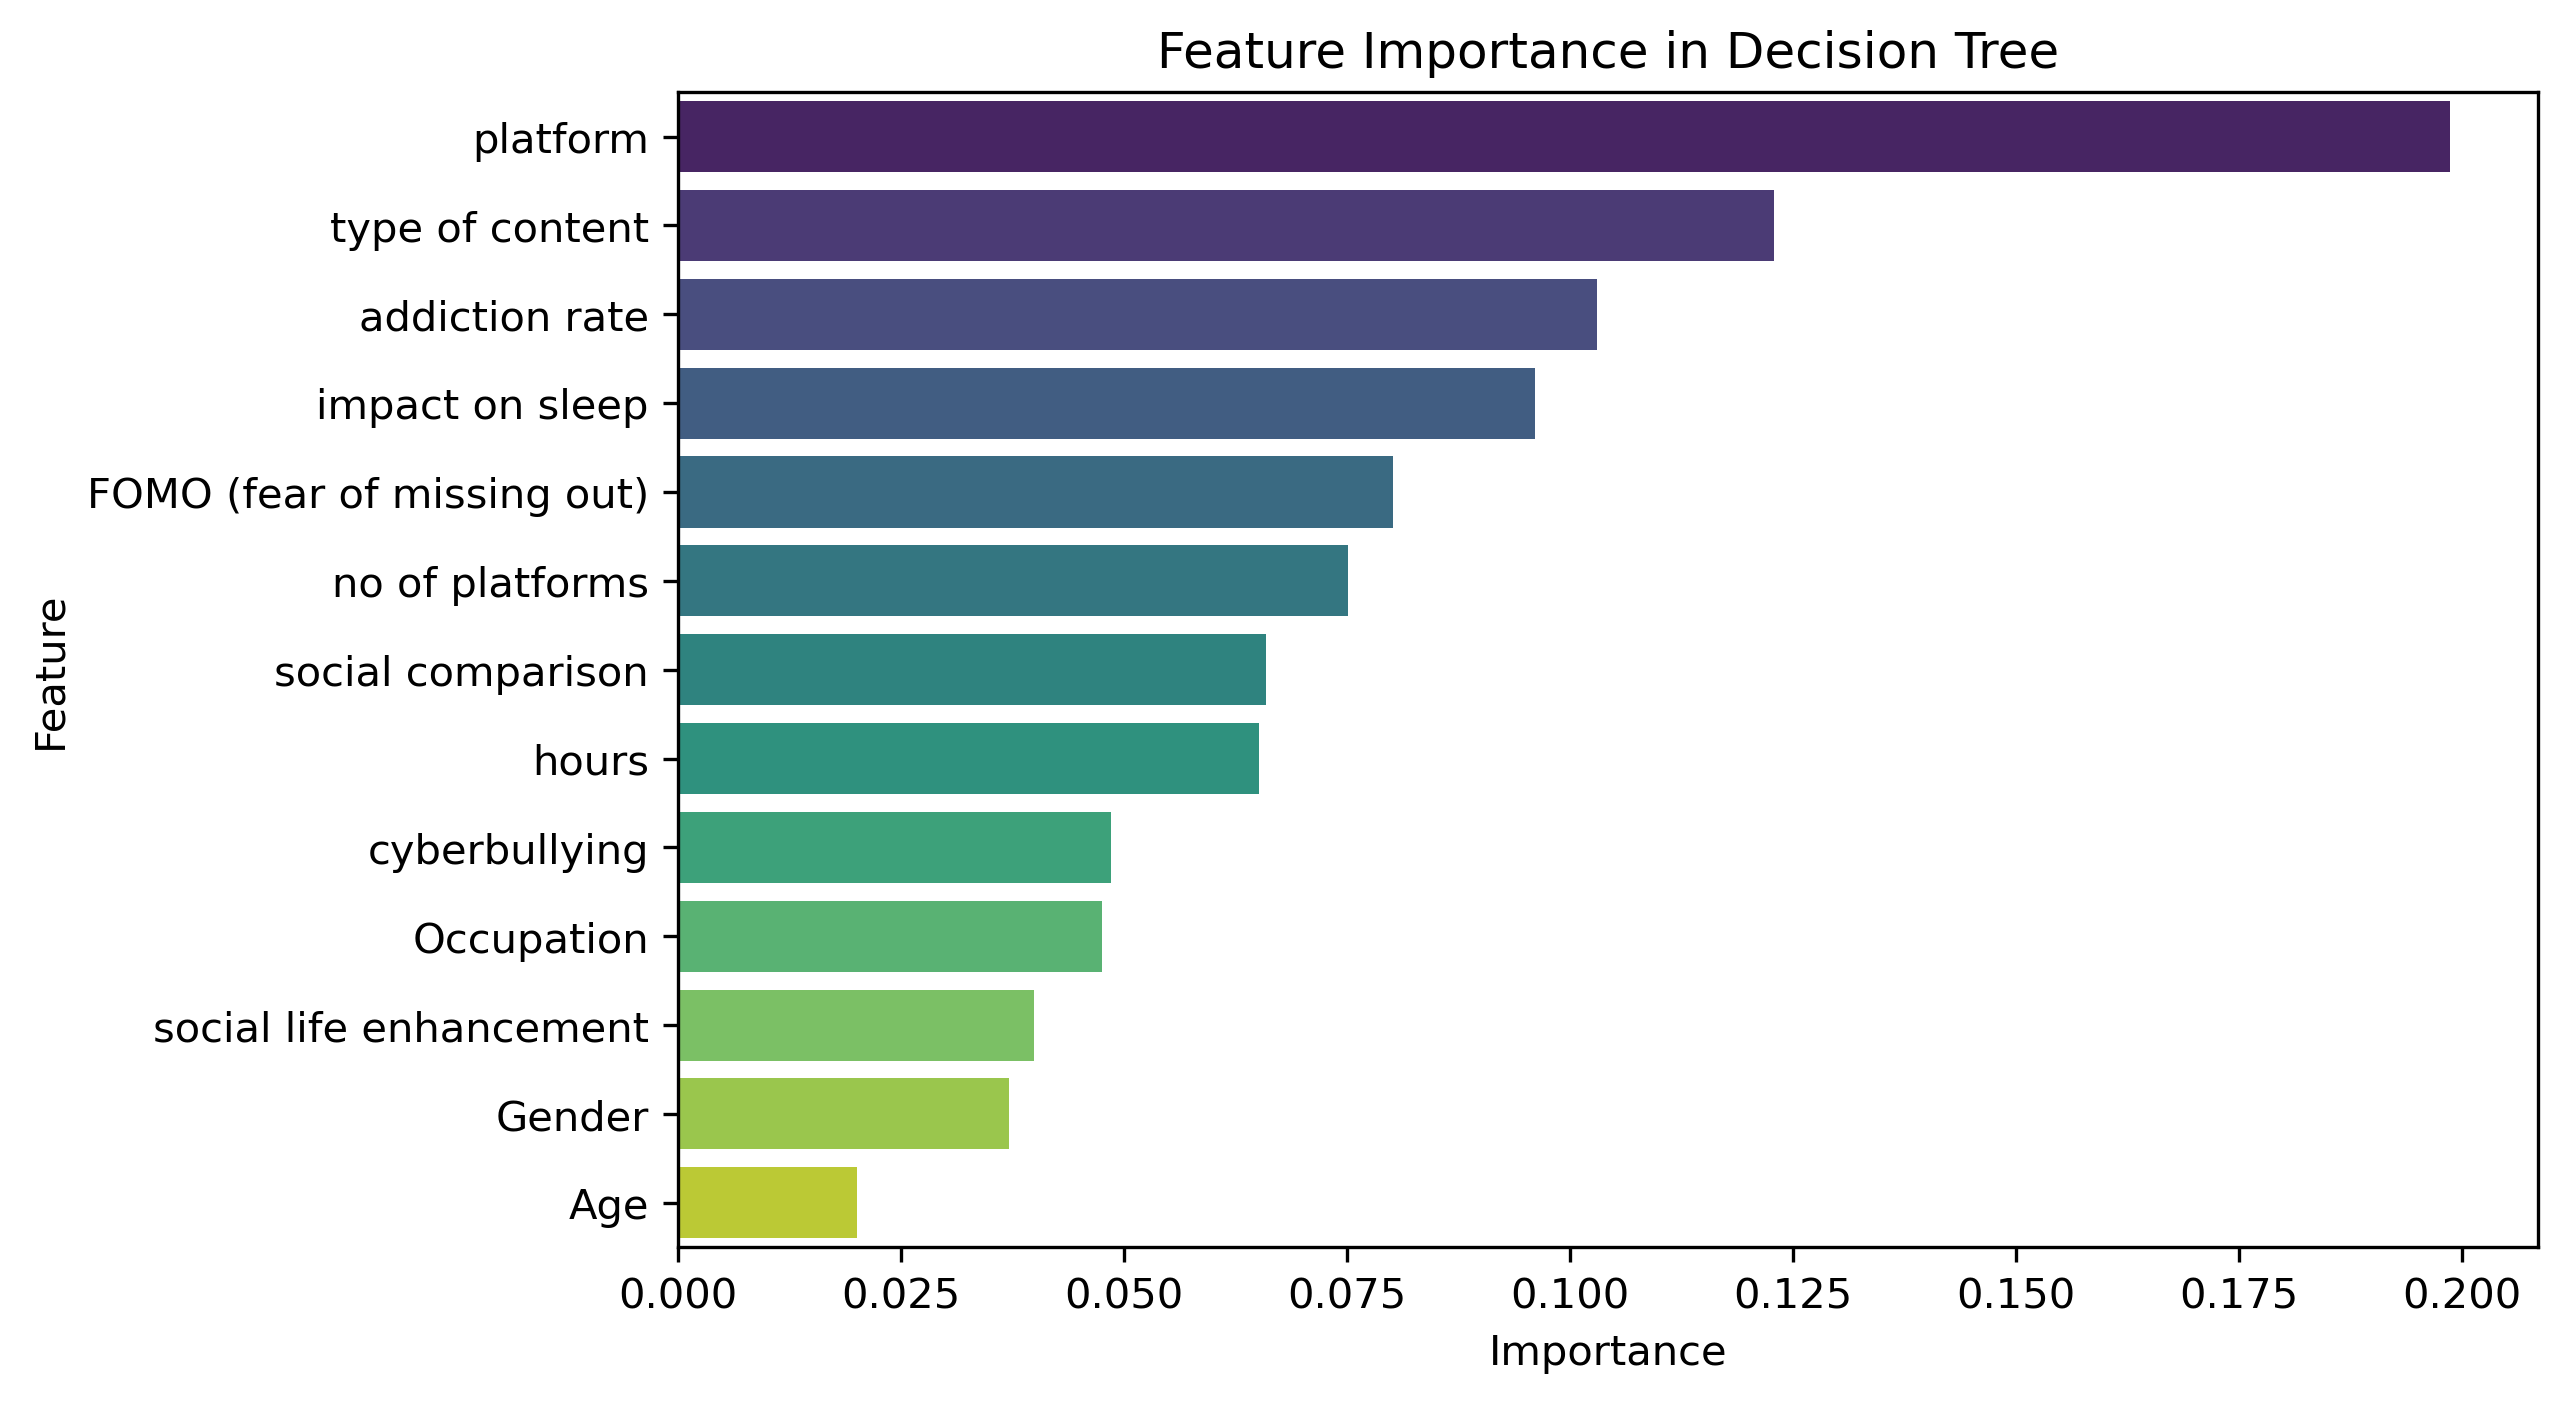 Feature Importance in Decision Tree
platform
type of content
addiction rate
impact on sleep
FOMO (fear of missing out)
no of platforms
social comparison
hours
cyberbullying
Occupation
social life enhancement
Gender
Age
Feature
0.000 0.025 0.050 0.075 0.100 0.125 0.150 0.175 0.200
Importance